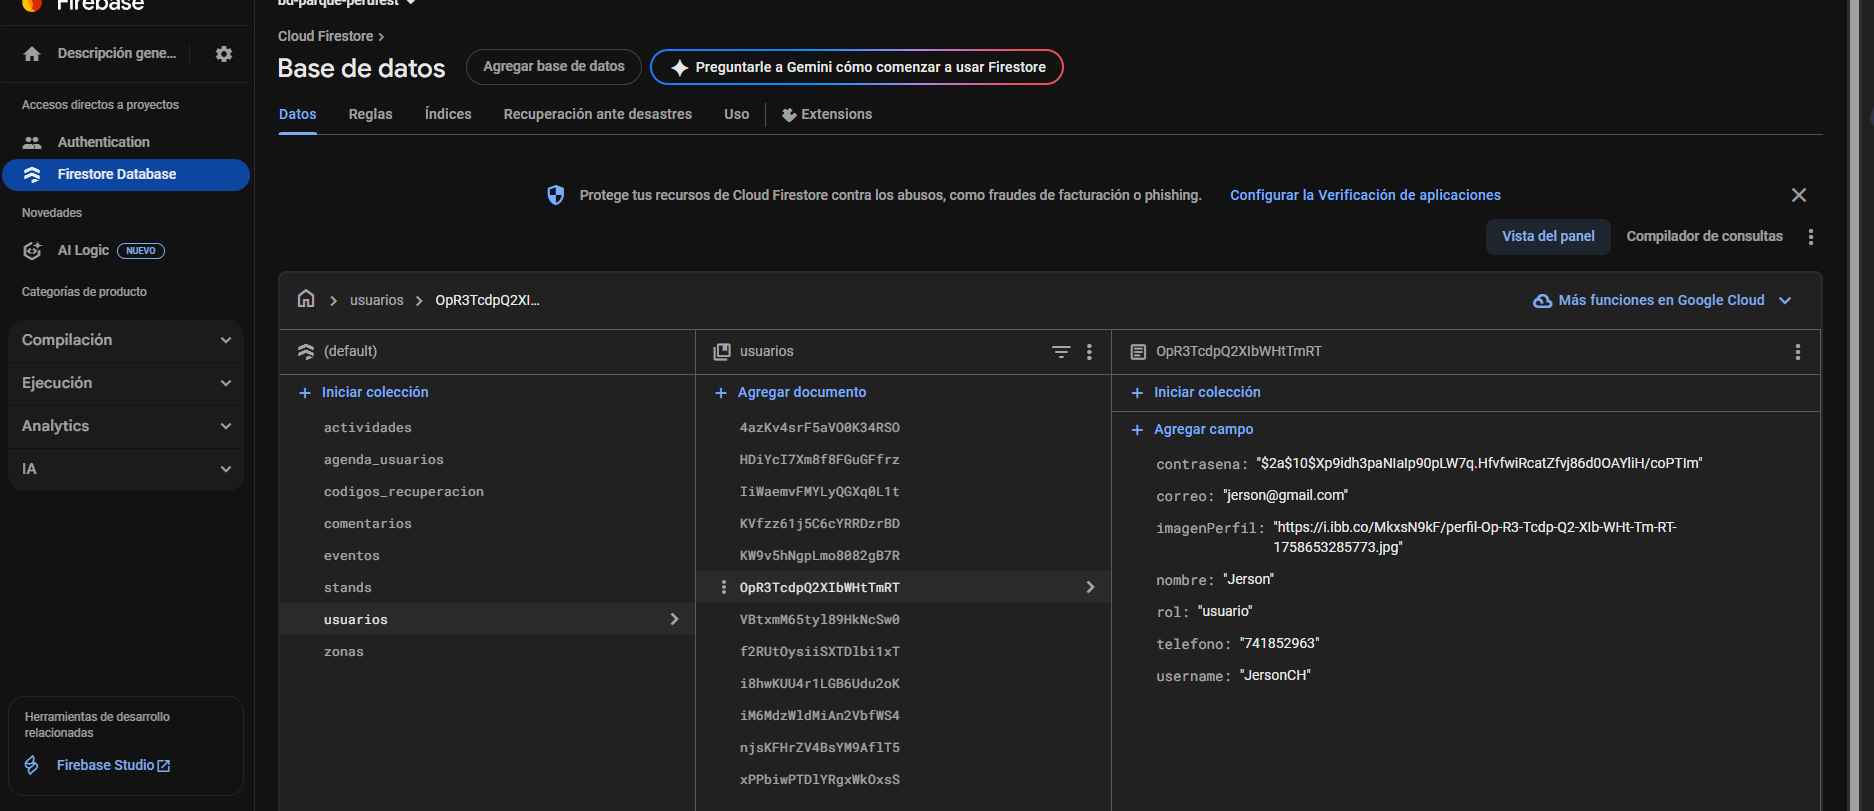 Firebase
bd-parque-perufest
Descripción gene...
Accesos directos a proyectos
Authentication
Firestore Database
Novedades
AI Logic NUEVO
Categorías de producto
Compilación
Ejecución
Analytics
IA
Herramientas de desarrollo
relacionadas
Firebase Studio
Cloud Firestore
Base de datos
Agregar base de datos
Preguntarle a Gemini cómo comenzar a usar Firestore
Datos Reglas Índices Recuperación ante desastres Uso Extensions
Protege tus recursos de Cloud Firestore contra los abusos, como fraudes de facturación o phishing. Configurar la Verificación de aplicaciones
Vista del panel Compilador de consultas
usuarios OpR3TcdpQ2XI...
Más funciones en Google Cloud
(default)
Iniciar colección
actividades
agenda_usuarios
codigos_recuperacion
comentarios
eventos
stands
usuarios
zonas
usuarios
Agregar documento
4azKv4srF5aVO0K34RSO
HDiYcI7Xm8f8FGuGFfrz
IiWaemvFMYLyQGXq0L1t
KVfzz61j5C6cYRRDzrBD
KW9v5hNgpLmo8082gB7R
OpR3TcdpQ2XIbWHtTmRT
VBtxmM65tyl89HkNcSw0
f2RUtOysiiSXTDlbi1xT
i8hwKUU4r1LGB6Udu2oK
iM6MdzWldMiAn2VbfWS4
njsKFHrZV4BsYM9AflT5
xPPbiwPTDlYRgxWkOxsS
OpR3TcdpQ2XIbWHtTmRT
Iniciar colección
Agregar campo
contrasena: "$2a$10$Xp9idh3paNIaIp90pLW7q.HfvfwiRcatZfvj86d0OAYliH/coPTIm"
correo: "jerson@gmail.com"
imagenPerfil: "https://i.ibb.co/MkxsN9kF/perfil-Op-R3-Tcdp-Q2-XIb-WHt-Tm-RT-
1758653285773.jpg"
nombre: "Jerson"
rol: "usuario"
telefono: "741852963"
username: "JersonCH"